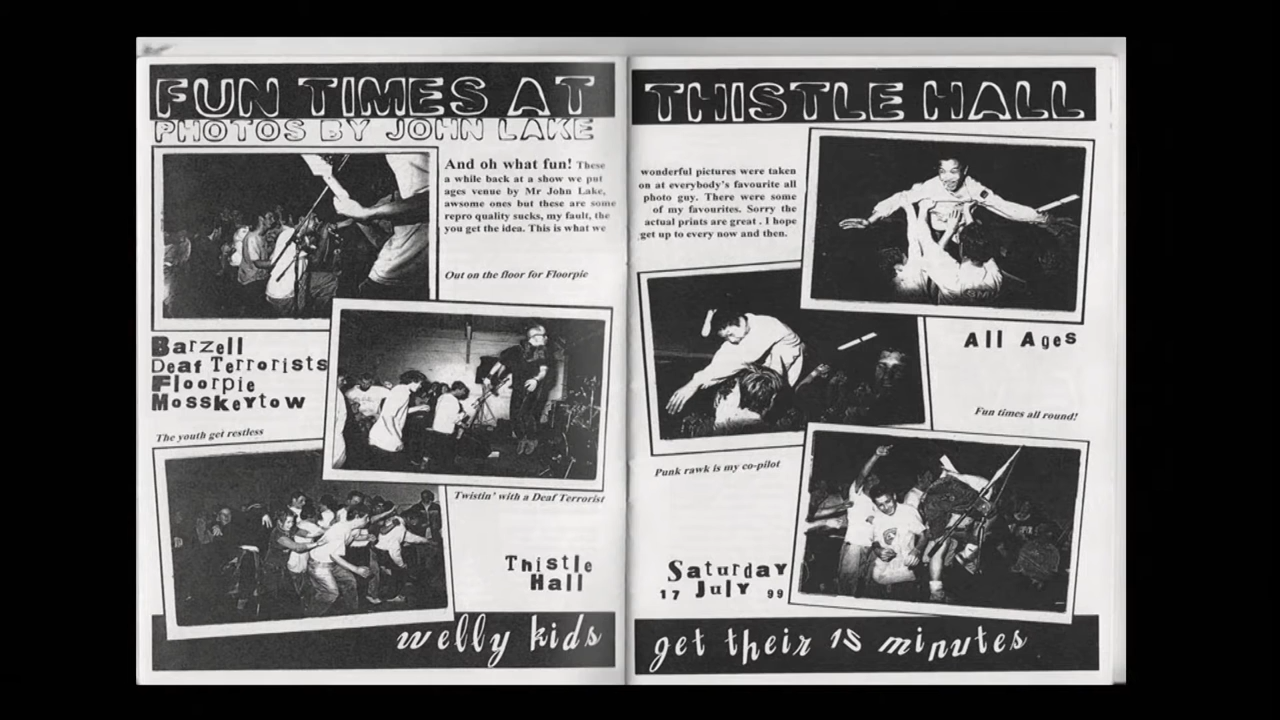 FUN TIMES AT THISTLE HALL
PHOTOS BY JOHN LAKE
And oh what fun! These wonderful pictures were taken
a while back at a show we put on at everybody's favourite all
ages venue by Mr John Lake, photo guy. There were some
awsome ones but these are some of my favourites. Sorry the
repro quality sucks, my fault, the actual prints are great . I hope
you get the idea. This is what we get up to every now and then.
Out on the floor for Floorpie
Barzell
Deaf Terrorists
Floorpie
Mosskeytow
The youth get restless
Twistin' with a Deaf Terrorist
Thistle
Hall
All Ages
Fun times all round!
Punk rawk is my co-pilot
Saturday
17 July 99
welly kids get their 15 minutes